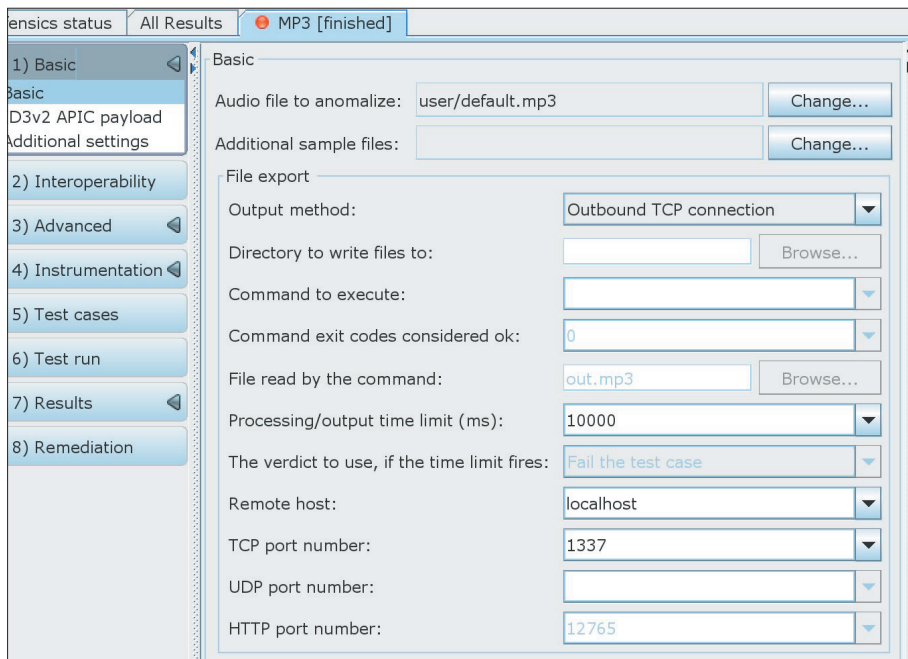 ensics status All Results MP3 [finished]
1) Basic
Basic
D3v2 APIC payload
Additional settings
2) Interoperability
3) Advanced
4) Instrumentation
5) Test cases
6) Test run
7) Results
8) Remediation
Basic
Audio file to anomalize: user/default.mp3 Change...
Additional sample files: Change...
File export
Output method: Outbound TCP connection
Directory to write files to: Browse...
Command to execute:
Command exit codes considered ok: 0
File read by the command: out.mp3 Browse...
Processing/output time limit (ms): 10000
The verdict to use, if the time limit fires: Fail the test case
Remote host: localhost
TCP port number: 1337
UDP port number:
HTTP port number: 12765